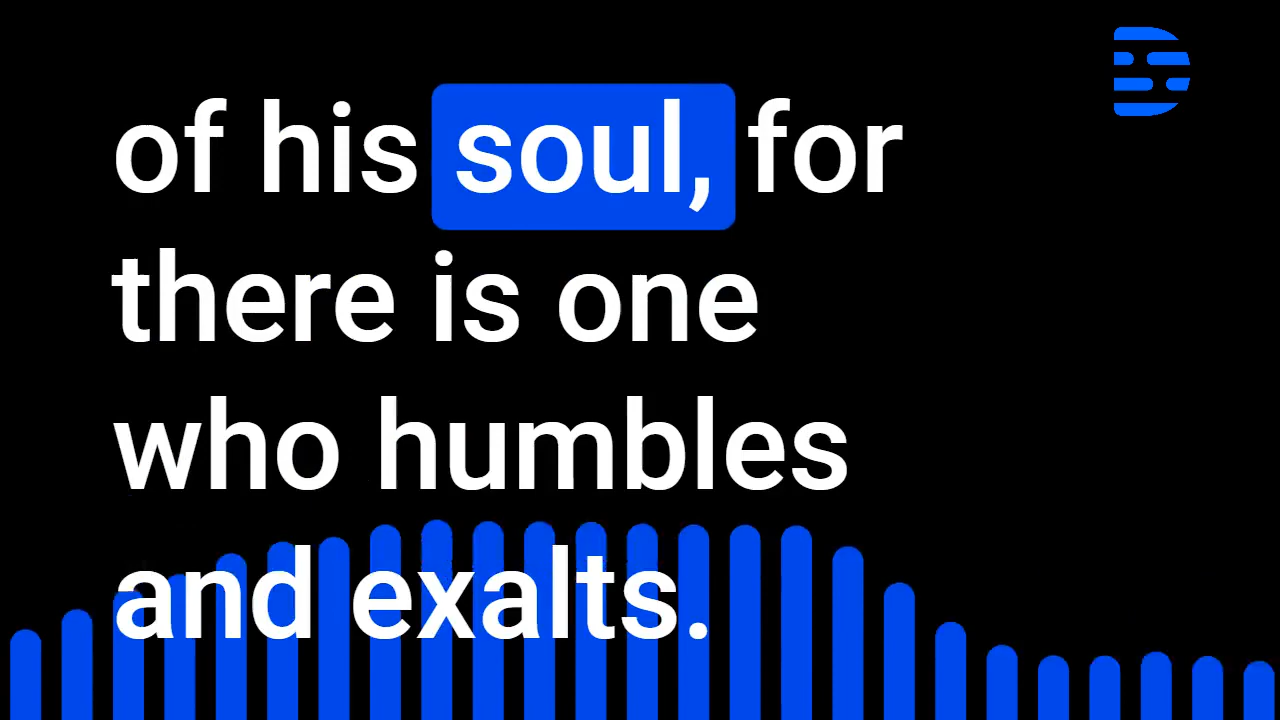 of his soul, for
there is one
who humbles
and exalts.